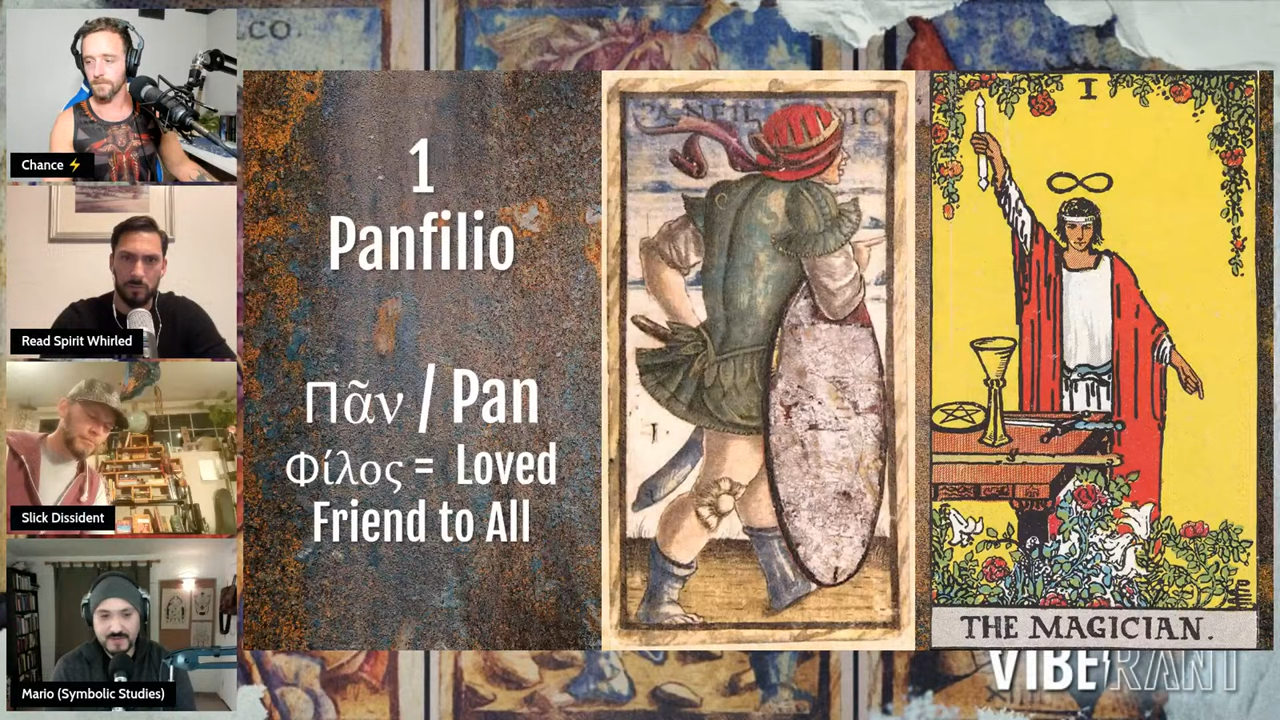 LCO
Chance ⚡
Read Spirit Whirled
Slick Dissident
Mario (Symbolic Studies)
1
Panfilio
Πᾶν / Pan
Φίλος = Loved
Friend to All
I
THE MAGICIAN.
VIBERANT